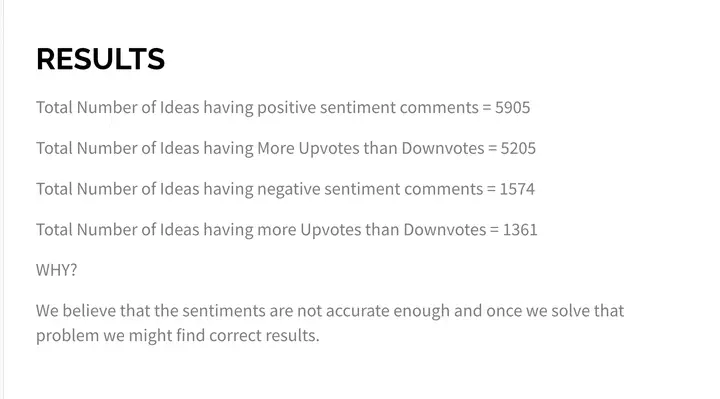 RESULTS
Total Number of Ideas having positive sentiment comments = 5905
Total Number of Ideas having More Upvotes than Downvotes = 5205
Total Number of Ideas having negative sentiment comments = 1574
Total Number of Ideas having more Upvotes than Downvotes = 1361
WHY?
We believe that the sentiments are not accurate enough and once we solve that
problem we might find correct results.